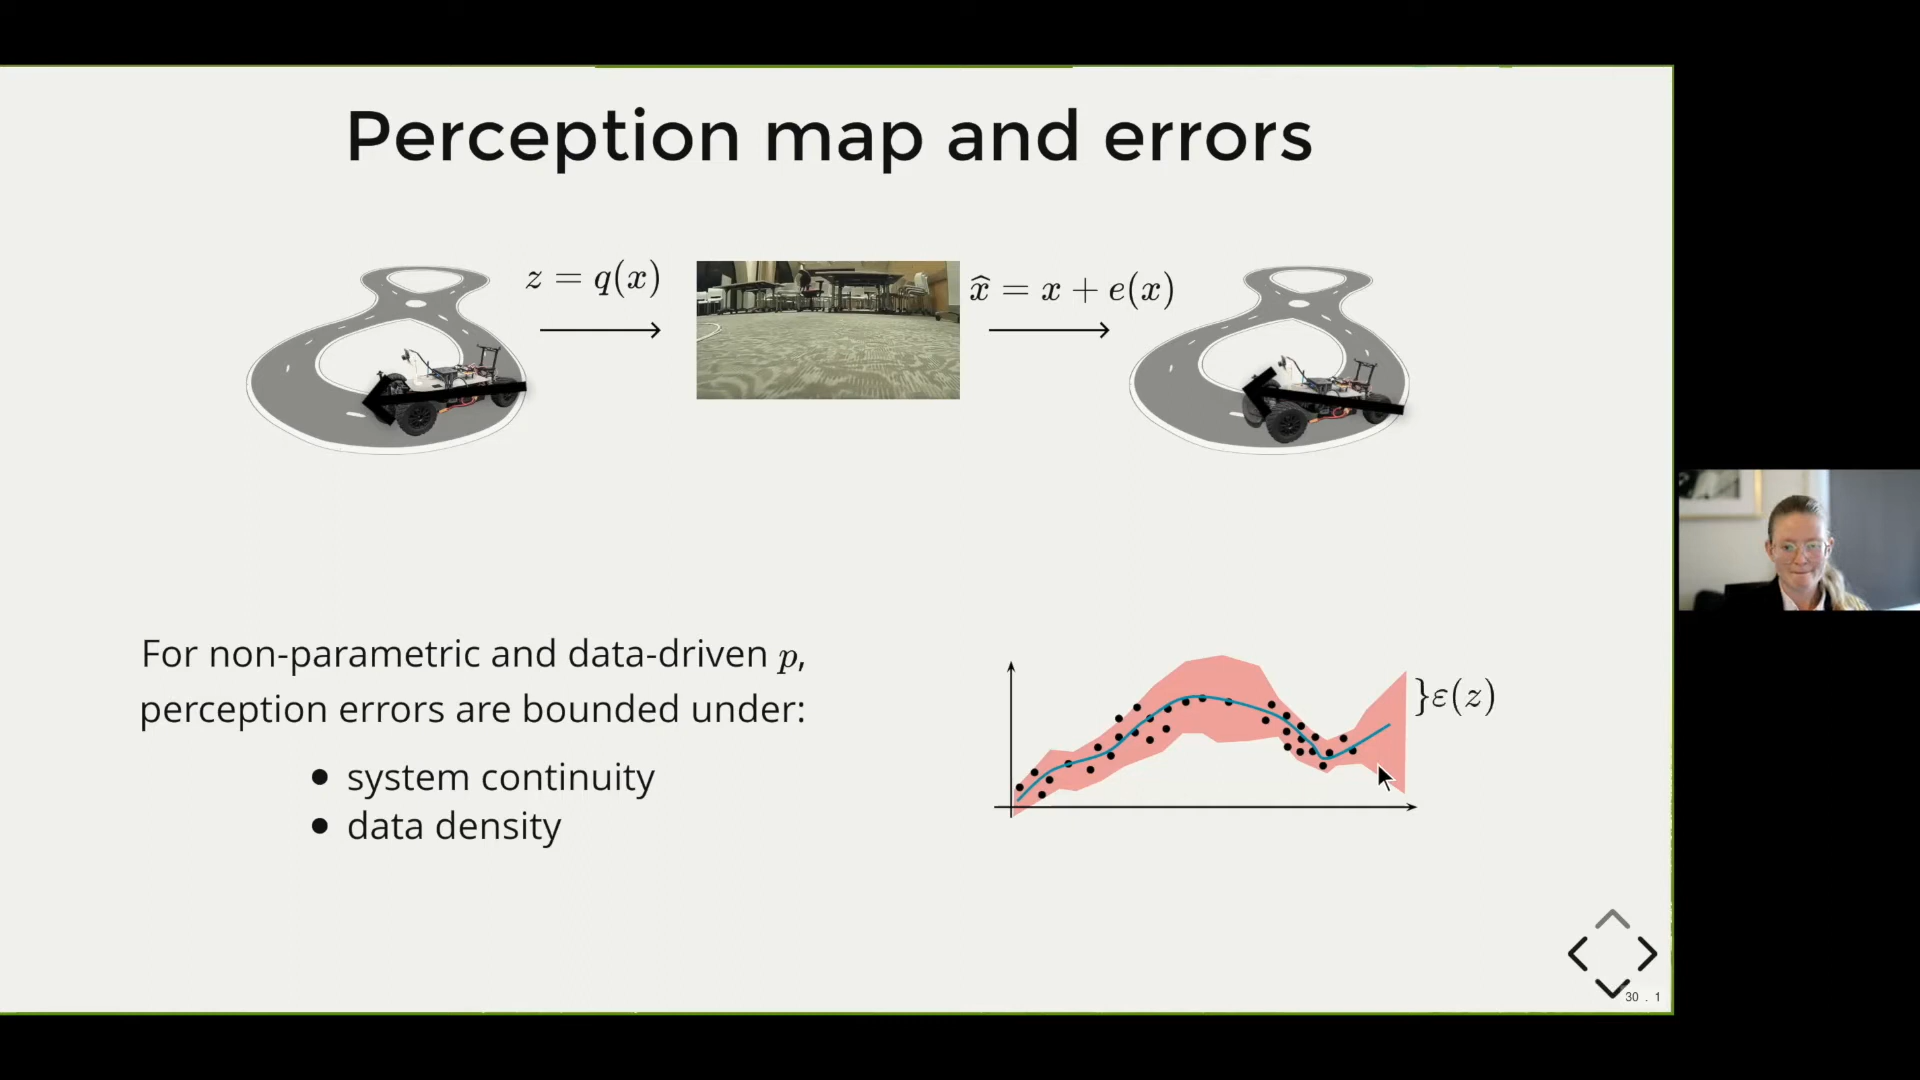 Perception map and errors
z = q(x)
x̂ = x + e(x)
For non-parametric and data-driven p,
perception errors are bounded under:
• system continuity
• data density
}ε(z)
30 . 1